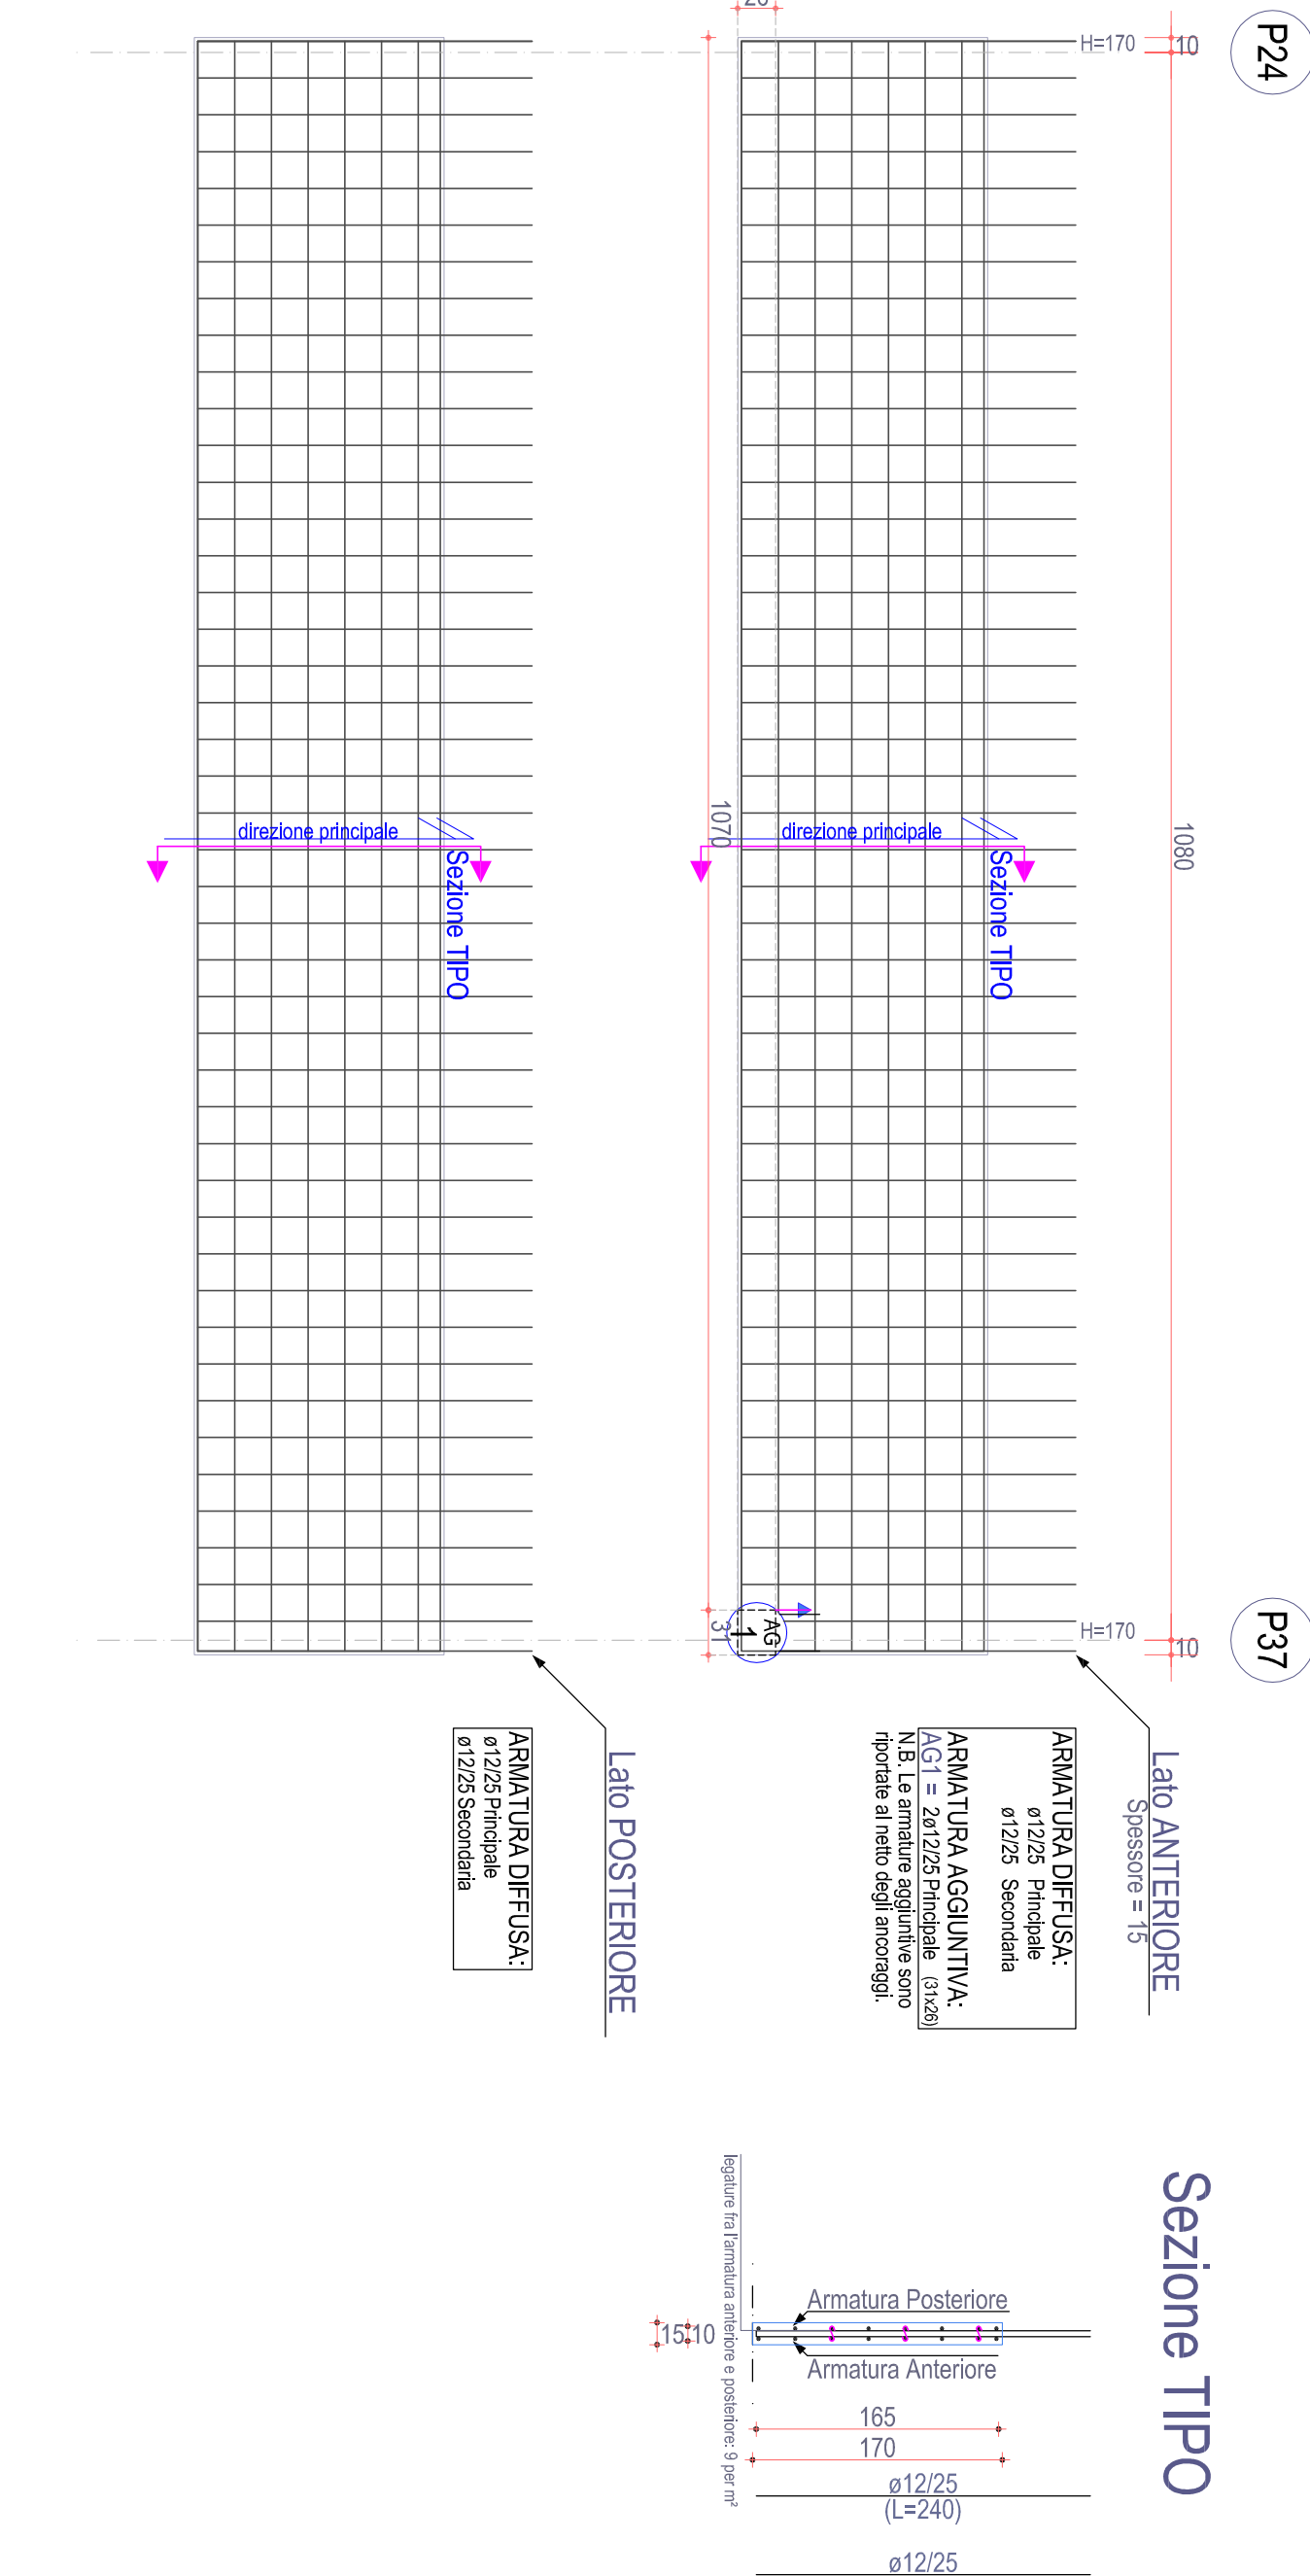 P24
10
H=170
26
1080
1070
direzione principale
Sezione TIPO
direzione principale
Sezione TIPO
P37
10
H=170
31
AG
1
Lato ANTERIORE
Spessore = 15
ARMATURA DIFFUSA:
ø12/25 Principale
ø12/25 Secondaria
ARMATURA AGGIUNTIVA:
AG1 = 2ø12/25 Principale (31x26)
N.B. Le armature aggiuntive sono
riportate al netto degli ancoraggi.
Lato POSTERIORE
ARMATURA DIFFUSA:
ø12/25 Principale
ø12/25 Secondaria
Sezione TIPO
legature fra l'armatura anteriore e posteriore: 9 per m²
Armatura Posteriore
15 10
Armatura Anteriore
165
170
ø12/25
(L=240)
ø12/25